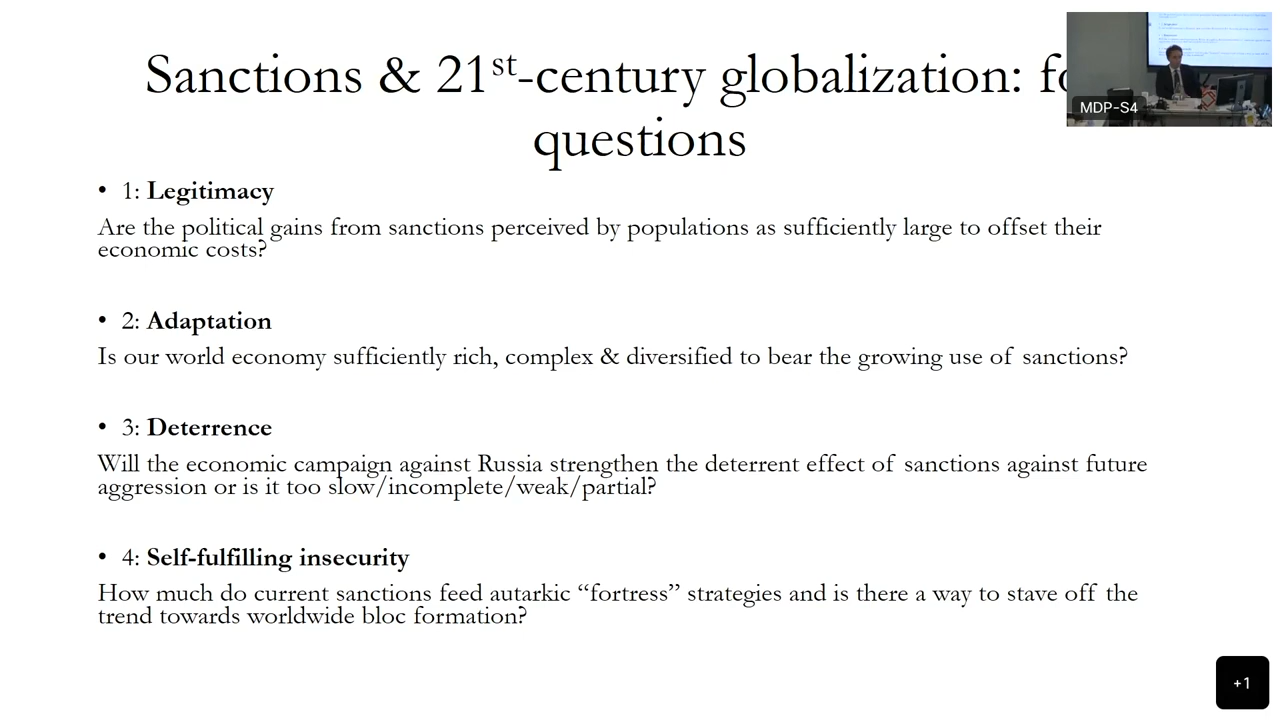 Sanctions & 21st-century globalization: fo
questions
• 1: Legitimacy
Are the political gains from sanctions perceived by populations as sufficiently large to offset their
economic costs?
• 2: Adaptation
Is our world economy sufficiently rich, complex & diversified to bear the growing use of sanctions?
• 3: Deterrence
Will the economic campaign against Russia strengthen the deterrent effect of sanctions against future
aggression or is it too slow/incomplete/weak/partial?
• 4: Self-fulfilling insecurity
How much do current sanctions feed autarkic “fortress” strategies and is there a way to stave off the
trend towards worldwide bloc formation?
MDP-S4
+1